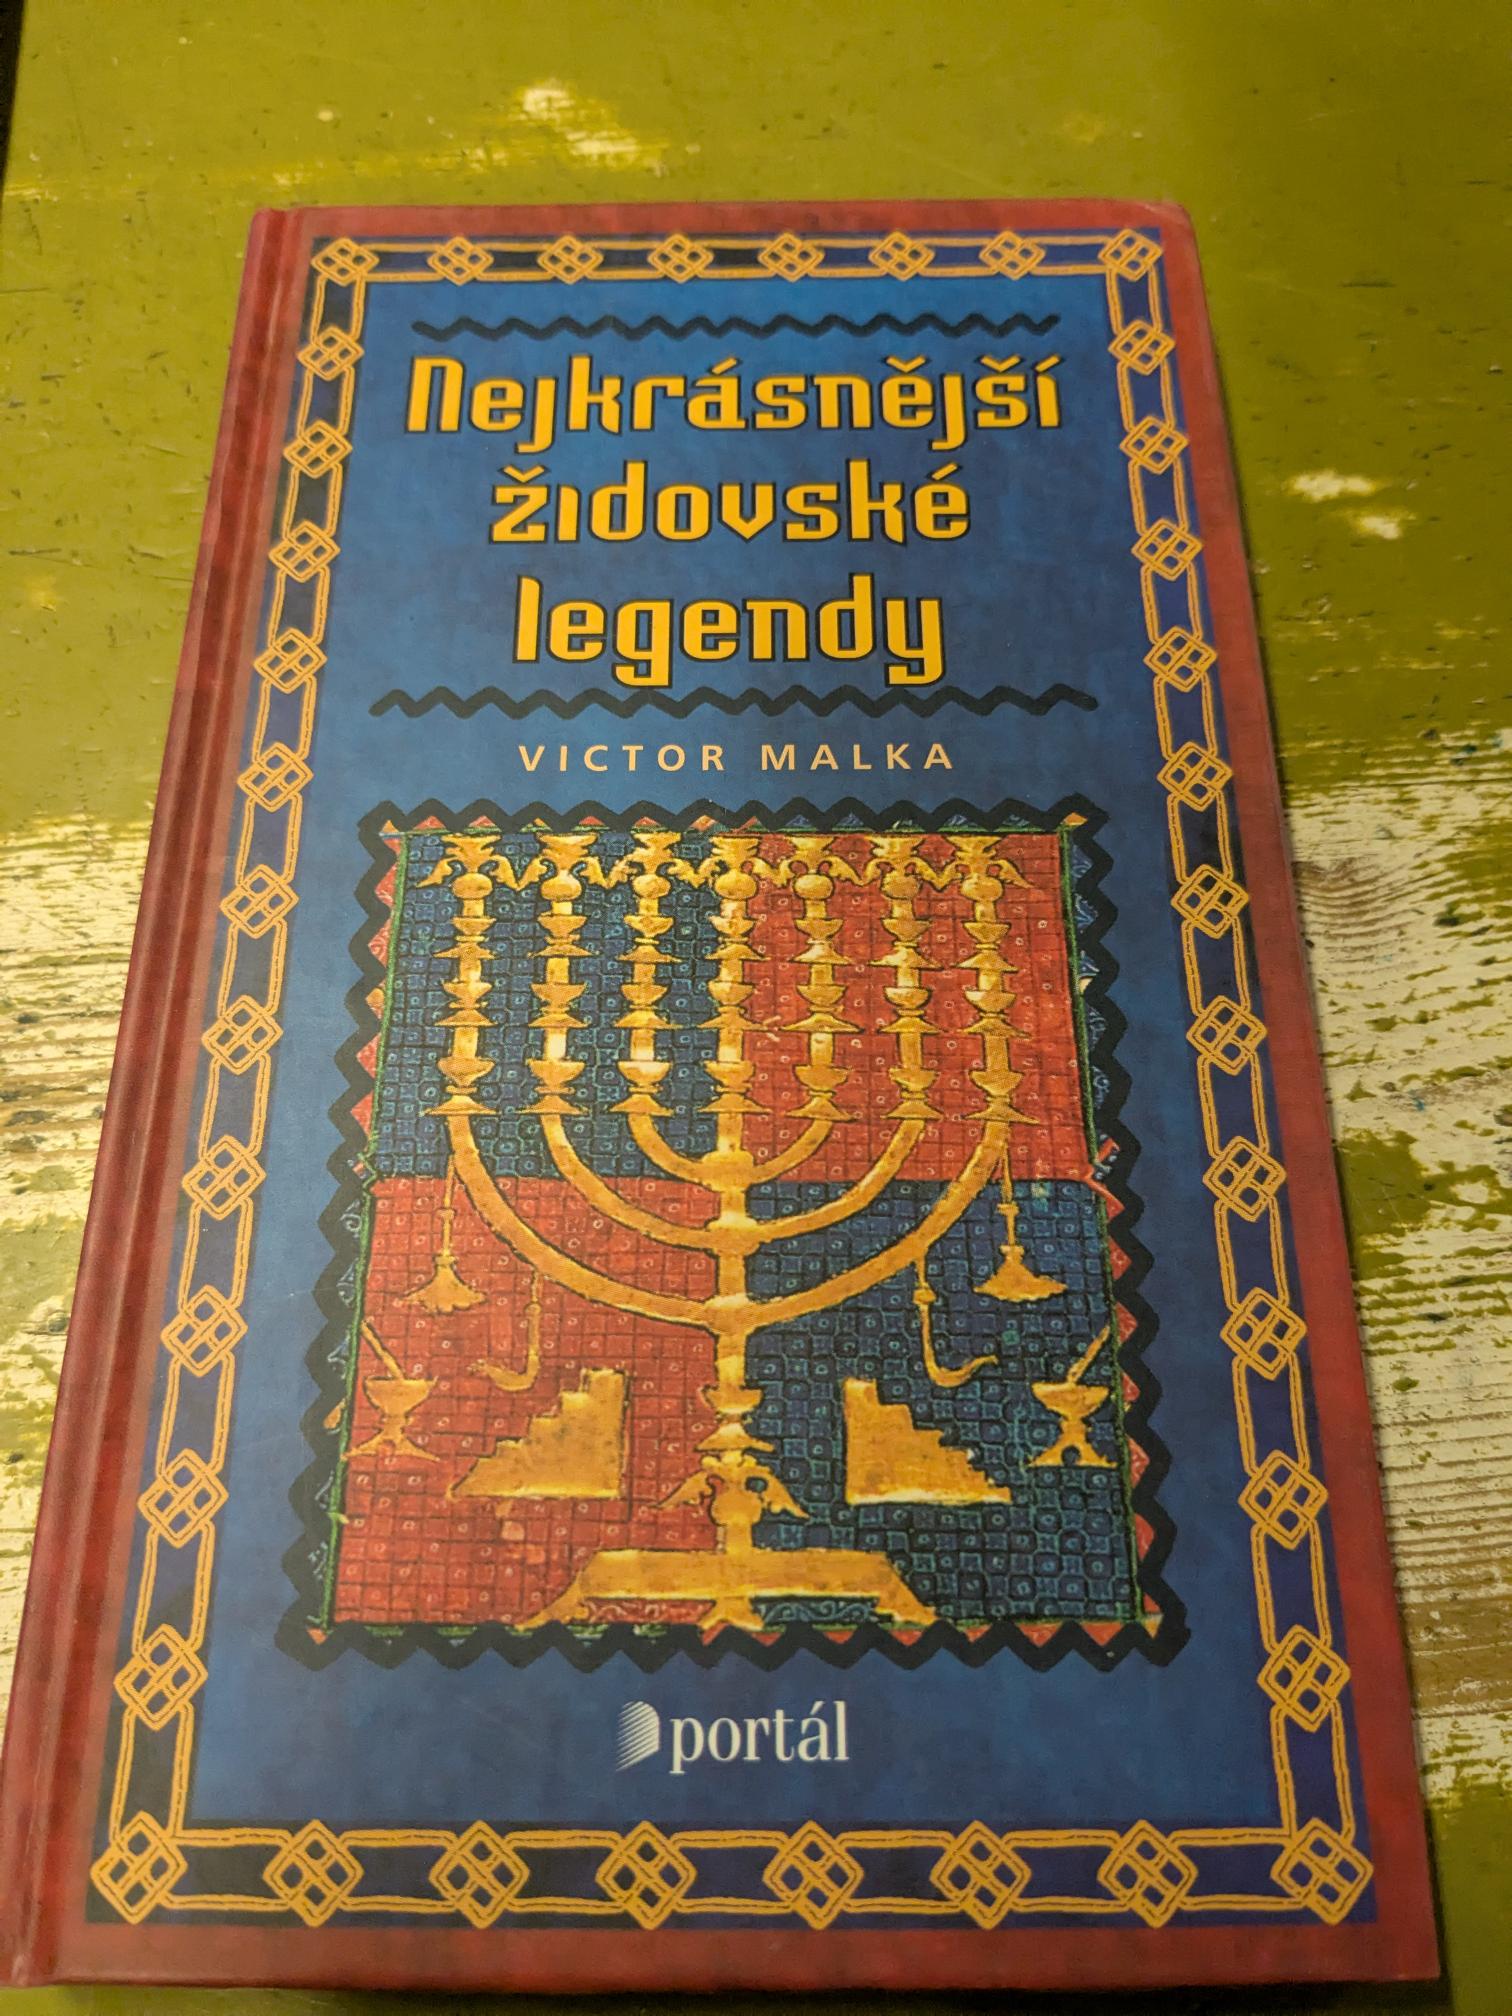 Nejkrásnější
židovské
legendy
VICTOR MALKA
portál